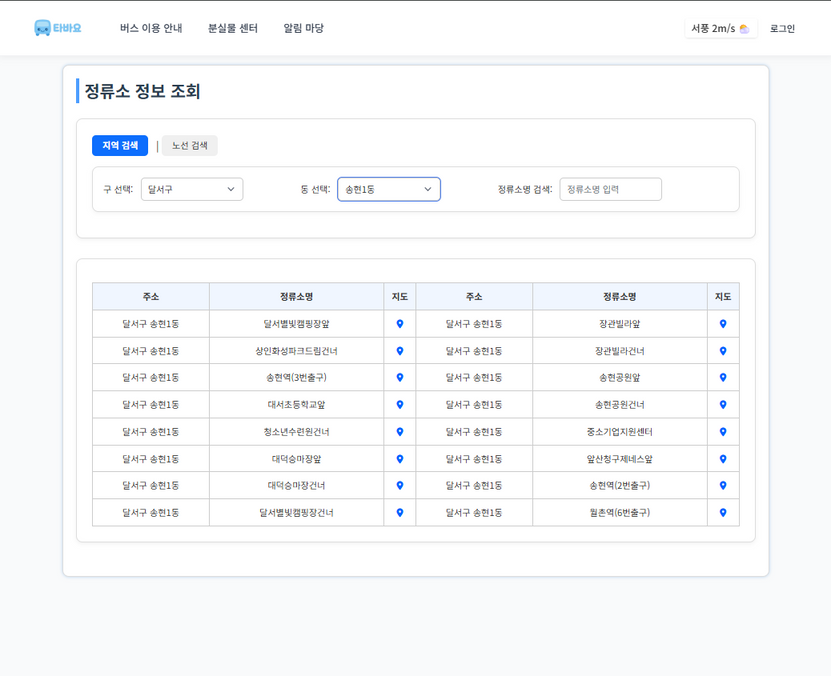 타바요 버스 이용 안내 분실물 센터 알림 마당 서풍 2m/s 로그인
정류소 정보 조회
지역 검색 | 노선 검색
구 선택: 달서구 동 선택: 송현1동 정류소명 검색: 정류소명 입력
주소 정류소명 지도 주소 정류소명 지도
달서구 송현1동 달서별빛캠핑장앞 달서구 송현1동 장관빌라앞
달서구 송현1동 상인화성파크드림건너 달서구 송현1동 장관빌라건너
달서구 송현1동 송현역(3번출구) 달서구 송현1동 송현공원앞
달서구 송현1동 대서초등학교앞 달서구 송현1동 송현공원건너
달서구 송현1동 청소년수련원건너 달서구 송현1동 중소기업지원센터
달서구 송현1동 대덕승마장앞 달서구 송현1동 앞산청구제네스앞
달서구 송현1동 대덕승마장건너 달서구 송현1동 송현역(2번출구)
달서구 송현1동 달서별빛캠핑장건너 달서구 송현1동 월촌역(6번출구)